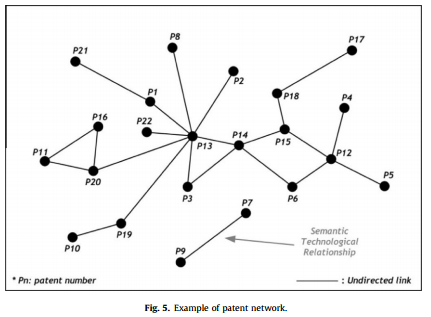 P8
P17
P21
P2
P18
P4
P1
P16
P22
P13
P14
P15
P12
P11
P20
P3
P6
P5
P7
P19
P10
P9
Semantic
Technological
Relationship
* Pn: patent number
: Undirected link
Fig. 5. Example of patent network.